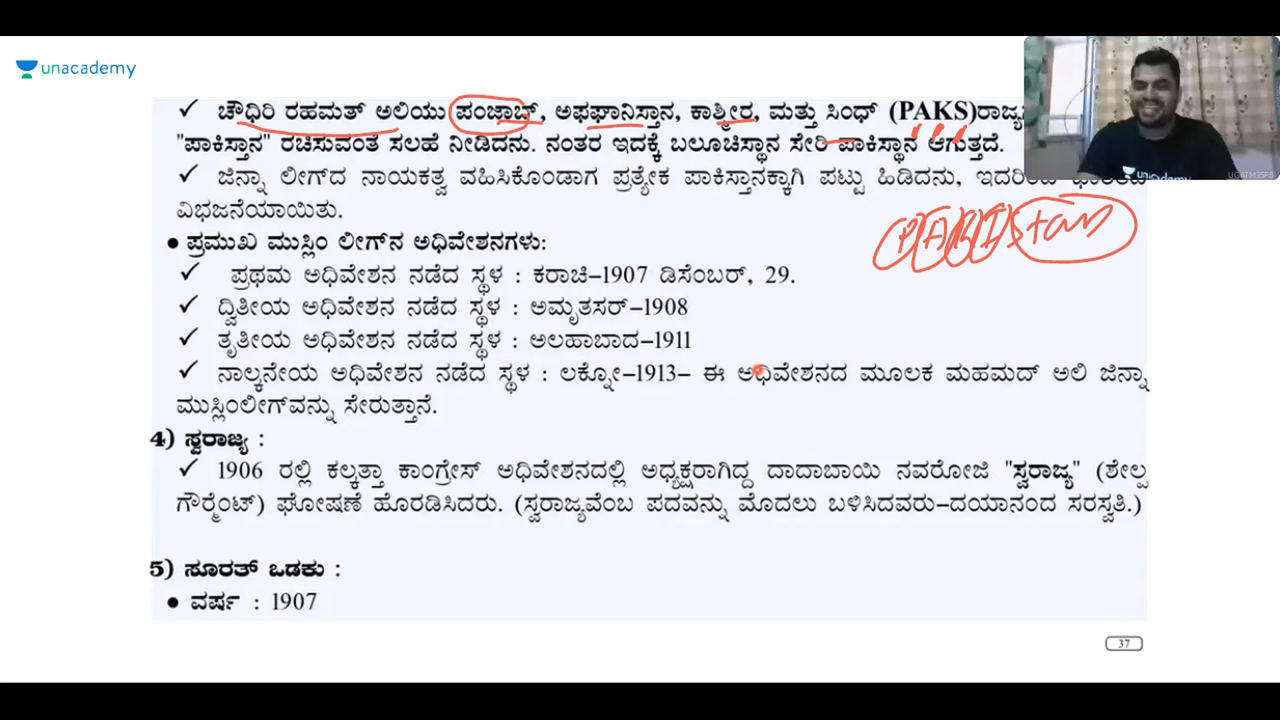 unacademy
✓ ಚೌಧಿರಿ ರಹಮತ್ ಅಲಿಯು ಪಂಜಾಬ್, ಅಫಘಾನಿಸ್ತಾನ, ಕಾಶ್ಮೀರ, ಮತ್ತು ಸಿಂಧ್ (PAKS)ರಾಜ್ಯ
"ಪಾಕಿಸ್ತಾನ" ರಚಿಸುವಂತೆ ಸಲಹೆ ನೀಡಿದನು. ನಂತರ ಇದಕ್ಕೆ ಬಲೂಚಿಸ್ಥಾನ ಸೇರಿ ಪಾಕಿಸ್ಥಾನ ಆಗುತ್ತದೆ.
unacademy
✓ ಜಿನ್ನಾ ಲೀಗ್‌ದ ನಾಯಕತ್ವ ವಹಿಸಿಕೊಂಡಾಗ ಪ್ರತ್ಯೇಕ ಪಾಕಿಸ್ತಾನಕ್ಕಾಗಿ ಪಟ್ಟು ಹಿಡಿದನು,
ವಿಭಜನೆಯಾಯಿತು.
PAKIStan
● ಪ್ರಮುಖ ಮುಸ್ಲಿಂ ಲೀಗ್‌ನ ಅಧಿವೇಶನಗಳು:
✓ ಪ್ರಥಮ ಅಧಿವೇಶನ ನಡೆದ ಸ್ಥಳ : ಕರಾಚಿ-1907 ಡಿಸೆಂಬರ್, 29.
✓ ದ್ವಿತೀಯ ಅಧಿವೇಶನ ನಡೆದ ಸ್ಥಳ : ಅಮೃತಸರ್-1908
✓ ತೃತೀಯ ಅಧಿವೇಶನ ನಡೆದ ಸ್ಥಳ : ಅಲಹಾಬಾದ-1911
✓ ನಾಲ್ಕನೇಯ ಅಧಿವೇಶನ ನಡೆದ ಸ್ಥಳ : ಲಕ್ನೋ-1913- ಈ ಅಧಿವೇಶನದ ಮೂಲಕ ಮಹಮದ್ ಅಲಿ ಜಿನ್ನಾ
ಮುಸ್ಲಿಂಲೀಗ್‌ವನ್ನು ಸೇರುತ್ತಾನೆ.
4) ಸ್ವರಾಜ್ಯ :
✓ 1906 ರಲ್ಲಿ ಕಲ್ಕತ್ತಾ ಕಾಂಗ್ರೇಸ್ ಅಧಿವೇಶನದಲ್ಲಿ ಅಧ್ಯಕ್ಷರಾಗಿದ್ದ ದಾದಾಬಾಯಿ ನವರೋಜಿ "ಸ್ವರಾಜ್ಯ" (ಶೇಲ್ಪ
ಗೌರ್‍ಮೆಂಟ್) ಘೋಷಣೆ ಹೊರಡಿಸಿದರು. (ಸ್ವರಾಜ್ಯವೆಂಬ ಪದವನ್ನು ಮೊದಲು ಬಳಿಸಿದವರು-ದಯಾನಂದ ಸರಸ್ವತಿ.)
5) ಸೂರತ್ ಒಡಕು :
● ವರ್ಷ : 1907
37